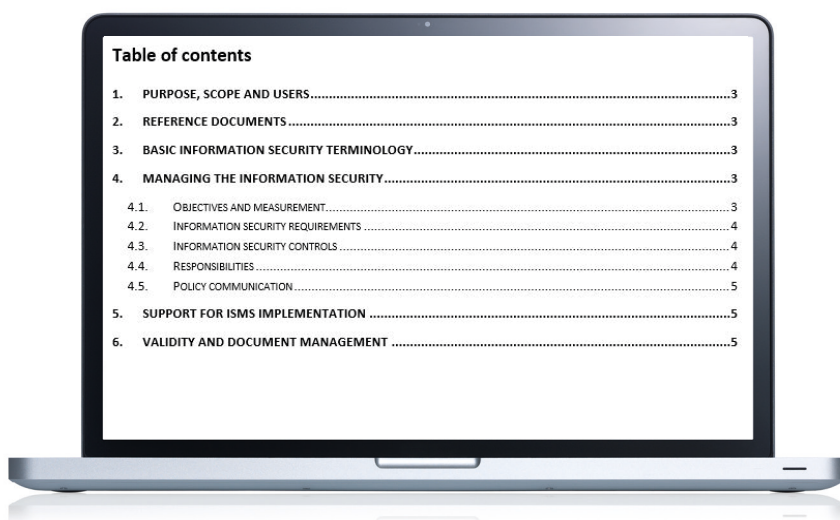 Table of contents
1. PURPOSE, SCOPE AND USERS........................................3
2. REFERENCE DOCUMENTS........................................3
3. BASIC INFORMATION SECURITY TERMINOLOGY........................................3
4. MANAGING THE INFORMATION SECURITY........................................3
4.1. OBJECTIVES AND MEASUREMENT........................................3
4.2. INFORMATION SECURITY REQUIREMENTS........................................4
4.3. INFORMATION SECURITY CONTROLS........................................4
4.4. RESPONSIBILITIES........................................4
4.5. POLICY COMMUNICATION........................................5
5. SUPPORT FOR ISMS IMPLEMENTATION........................................5
6. VALIDITY AND DOCUMENT MANAGEMENT........................................5